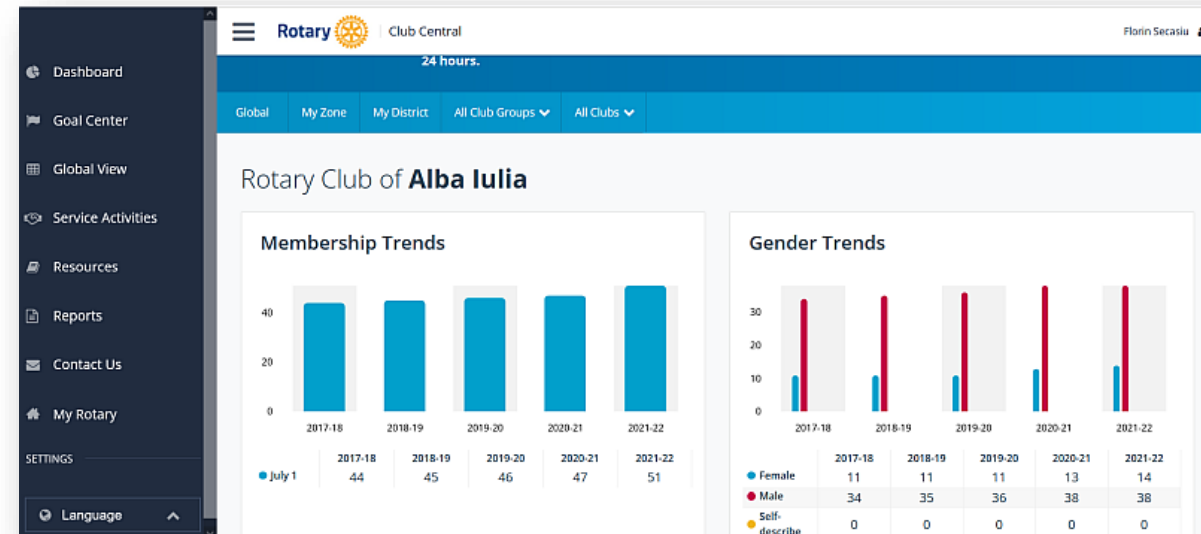 Rotary Club Central
Florin Secasiu
24 hours.
Global My Zone My District All Club Groups All Clubs
Dashboard
Goal Center
Global View
Service Activities
Resources
Reports
Contact Us
My Rotary
SETTINGS
Language
Rotary Club of Alba Iulia
Membership Trends
40
20
0
2017-18 2018-19 2019-20 2020-21 2021-22
2017-18 2018-19 2019-20 2020-21 2021-22
July 1 44 45 46 47 51
Gender Trends
30
20
10
0
2017-18 2018-19 2019-20 2020-21 2021-22
2017-18 2018-19 2019-20 2020-21 2021-22
Female 11 11 11 13 14
Male 34 35 36 38 38
Self-
describe 0 0 0 0 0